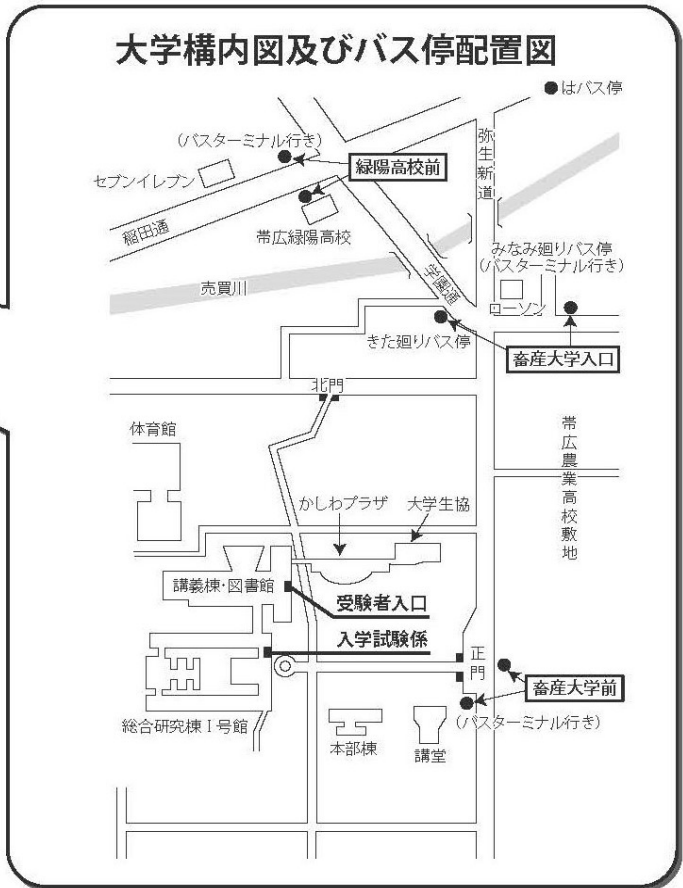 大学構内図及びバス停配置図
●はバス停
(バスターミナル行き)
緑陽高校前
セブンイレブン
弥生新道
稲田通
帯広緑陽高校
学園通
みなみ廻りバス停
(バスターミナル行き)
売買川
ローソン
きた廻りバス停
畜産大学入口
北門
体育館
帯広農業高校敷地
かしわプラザ
大学生協
講義棟・図書館
受験者入口
入学試験係
正門
畜産大学前
(バスターミナル行き)
総合研究棟Ⅰ号館
本部棟
講堂